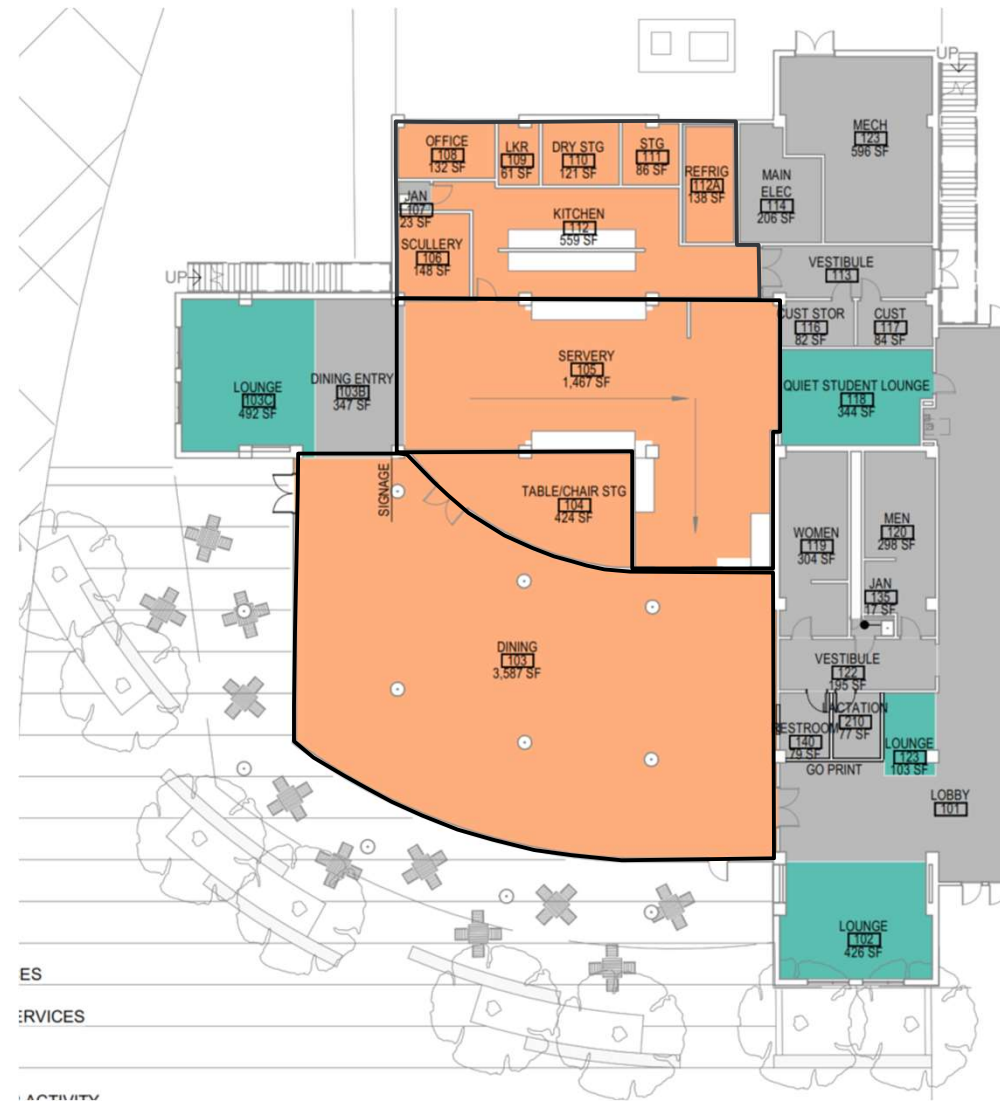 UP
MECH
123
596 SF
OFFICE
108
132 SF
LKR
109
61 SF
DRY STG
110
121 SF
STG
111
86 SF
REFRIG
112A
138 SF
MAIN
ELEC
114
206 SF
JAN
107
23 SF
KITCHEN
112
559 SF
SCULLERY
106
148 SF
VESTIBULE
113
UP
CUST STOR
116
82 SF
CUST
117
84 SF
LOUNGE
103C
492 SF
DINING ENTRY
103B
347 SF
SERVERY
105
1,467 SF
QUIET STUDENT LOUNGE
118
344 SF
SIGNAGE
TABLE/CHAIR STG
104
424 SF
WOMEN
119
304 SF
MEN
120
298 SF
JAN
135
17 SF
DINING
103
3,587 SF
VESTIBULE
122
195 SF
LACTATION
210
77 SF
RESTROOM
140
79 SF
LOUNGE
123
103 SF
GO PRINT
LOBBY
101
LOUNGE
102
426 SF
ES
ERVICES
ACTIVITY